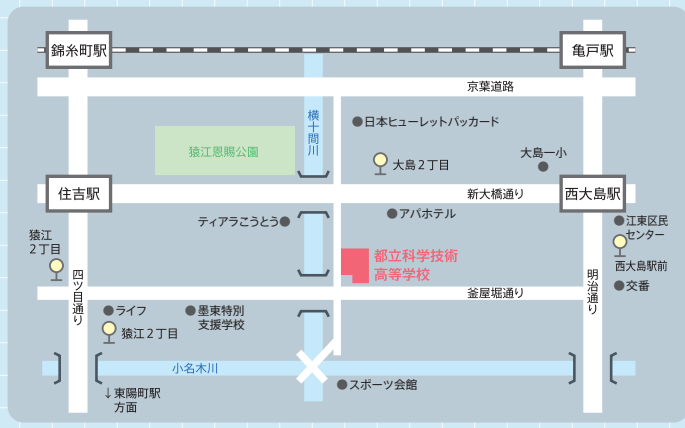 錦糸町駅
亀戸駅
京葉道路
横十間川
日本ヒューレットパッカード
猿江恩賜公園
大島2丁目
大島一小
住吉駅
新大橋通り
西大島駅
ティアラこうとう
アパホテル
江東区民
センター
猿江
2丁目
都立科学技術
高等学校
西大島駅前
四ツ目通り
明治通り
交番
釜屋堀通り
ライフ
墨東特別
支援学校
猿江2丁目
小名木川
スポーツ会館
↓東陽町駅
方面